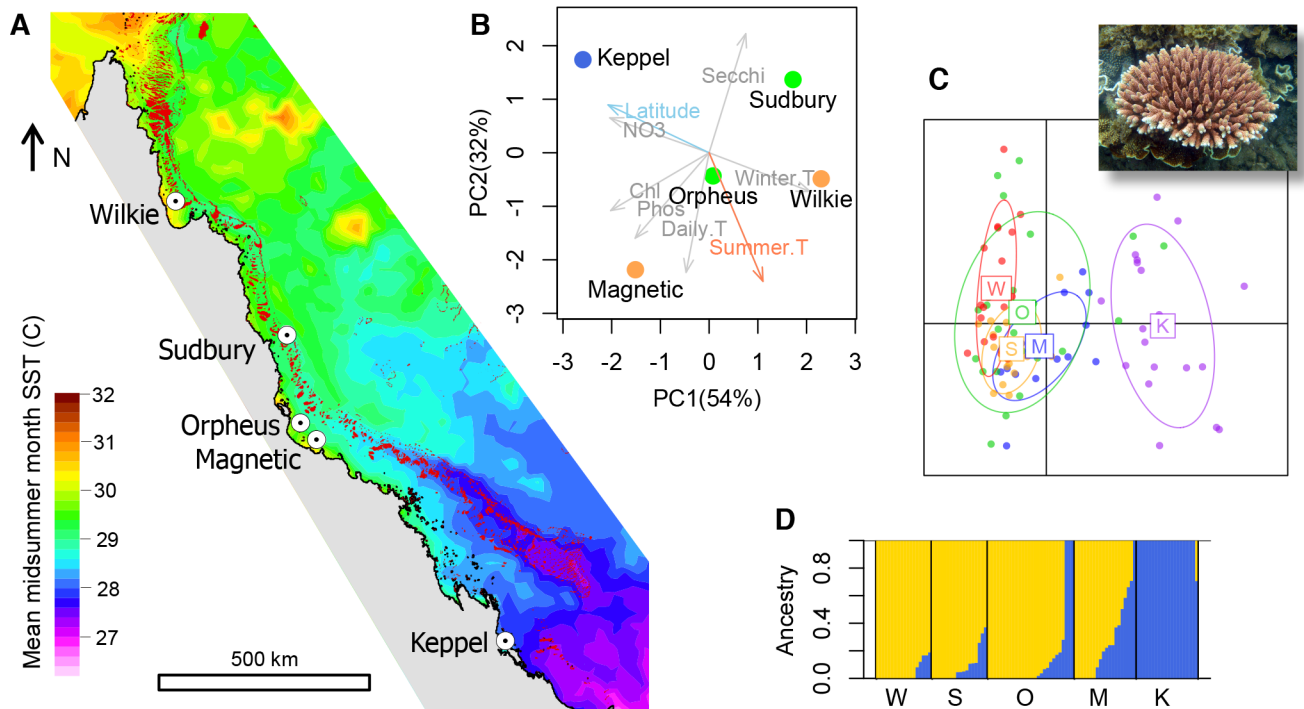 A
N
Wilkie
Sudbury
Orpheus
Magnetic
Keppel
500 km
Mean midsummer month SST (C)
32
31
30
29
28
27
B
PC2(32%)
2
1
0
-1
-2
-3
Keppel
Secchi
Sudbury
Latitude
NO3
Orpheus
Winter.T
Wilkie
Chl
Phos
Daily.T
Summer.T
Magnetic
-3 -2 -1 0 1 2 3
PC1(54%)
C
W
O
S
M
K
D
Ancestry
0.8
0.4
0.0
W S O M K